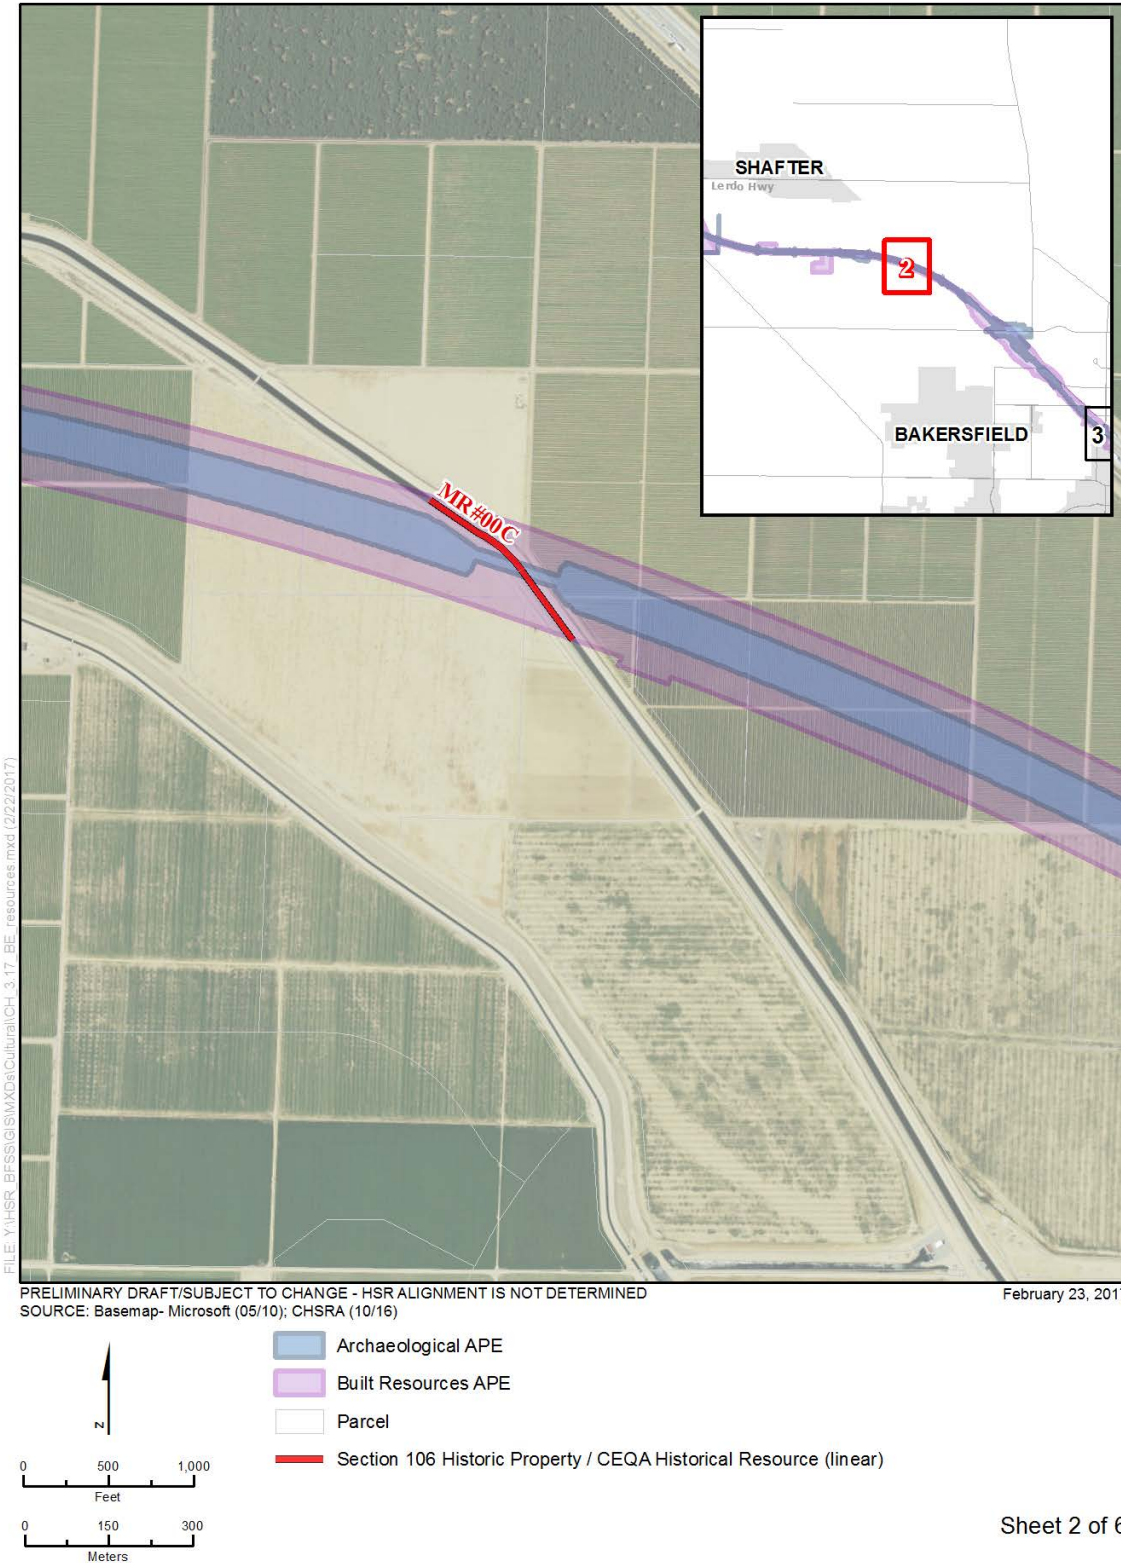 SHAFTER
Lerdo Hwy
2
BAKERSFIELD
3
MR#00C
FILE: Y:\HSR_BFSS\GIS\MXDs\Cultural\CH_3.17_BE_resources.mxd (2/22/2017)
PRELIMINARY DRAFT/SUBJECT TO CHANGE - HSR ALIGNMENT IS NOT DETERMINED
February 23, 2017
SOURCE: Basemap- Microsoft (05/10); CHSRA (10/16)
Archaeological APE
Built Resources APE
Parcel
Section 106 Historic Property / CEQA Historical Resource (linear)
N
0 500 1,000
Feet
0 150 300
Meters
Sheet 2 of 6